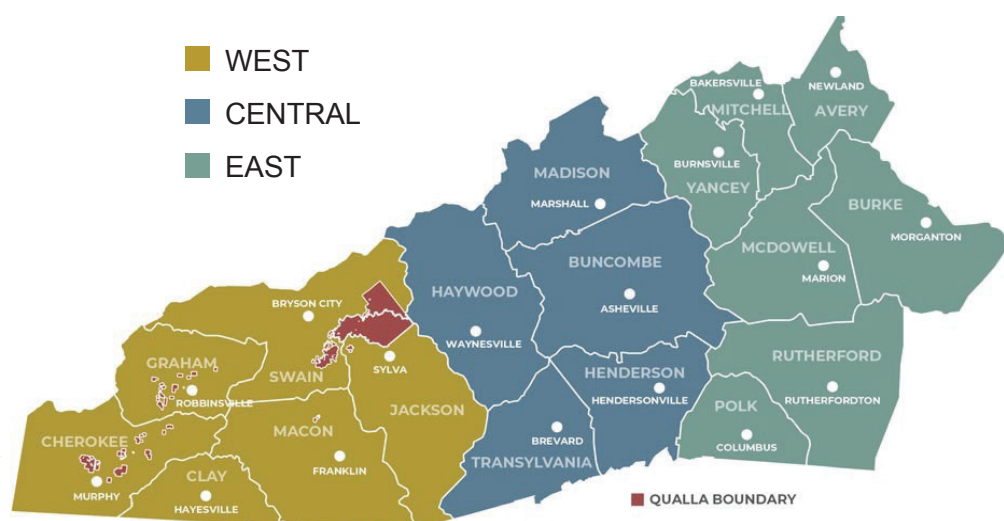 WEST
CENTRAL
EAST
BAKERSVILLE
MITCHELL
NEWLAND
AVERY
BURNSVILLE
YANCEY
MADISON
MARSHALL
BURKE
MORGANTON
MCDOWELL
MARION
BUNCOMBE
ASHEVILLE
HAYWOOD
WAYNESVILLE
BRYSON CITY
SWAIN
GRAHAM
ROBBINSVILLE
SYLVA
JACKSON
HENDERSON
HENDERSONVILLE
RUTHERFORD
RUTHERFORDTON
POLK
COLUMBUS
BREVARD
TRANSYLVANIA
MACON
FRANKLIN
CHEROKEE
MURPHY
CLAY
HAYESVILLE
QUALLA BOUNDARY